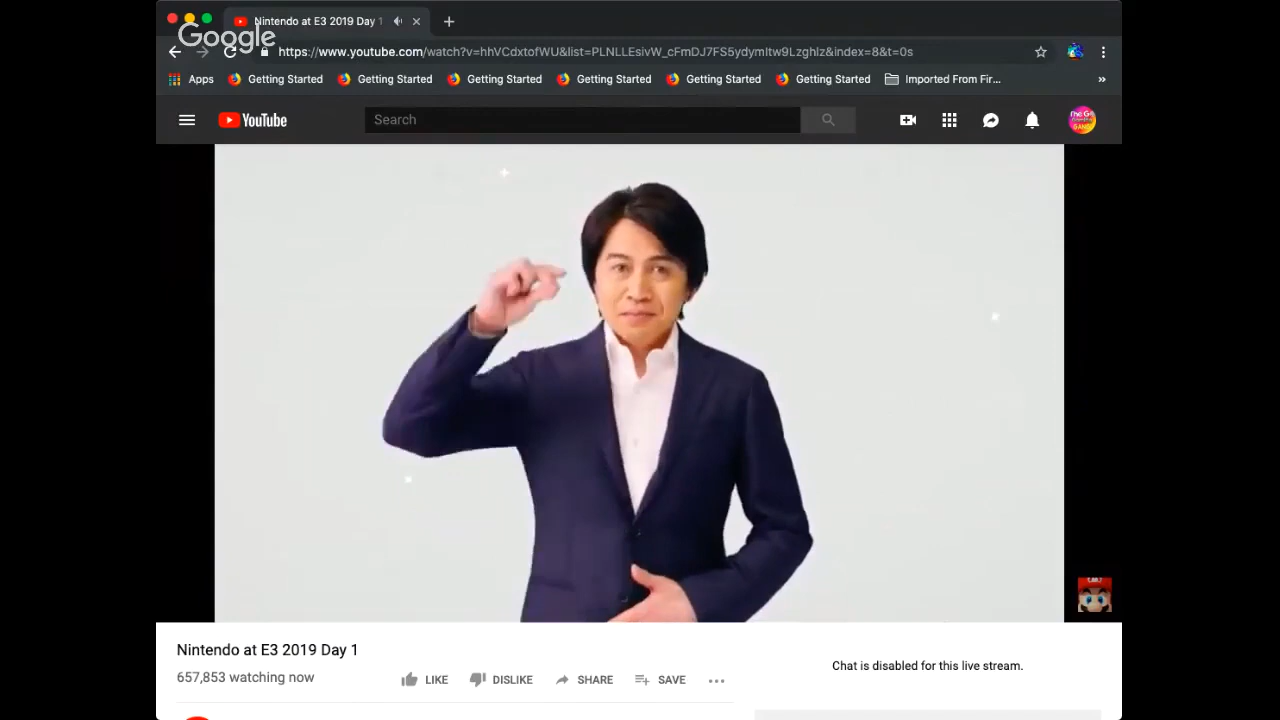 Nintendo at E3 2019 Day 1
Google
https://www.youtube.com/watch?v=hhVCdxtofWU&list=PLNLLEsivW_cFmDJ7FS5ydymltw9Lzghlz&index=8&t=0s
Apps Getting Started Getting Started Getting Started Getting Started Getting Started Getting Started Imported From Fir...
YouTube Search
Nintendo at E3 2019 Day 1
657,853 watching now
LIKE DISLIKE SHARE SAVE
Chat is disabled for this live stream.